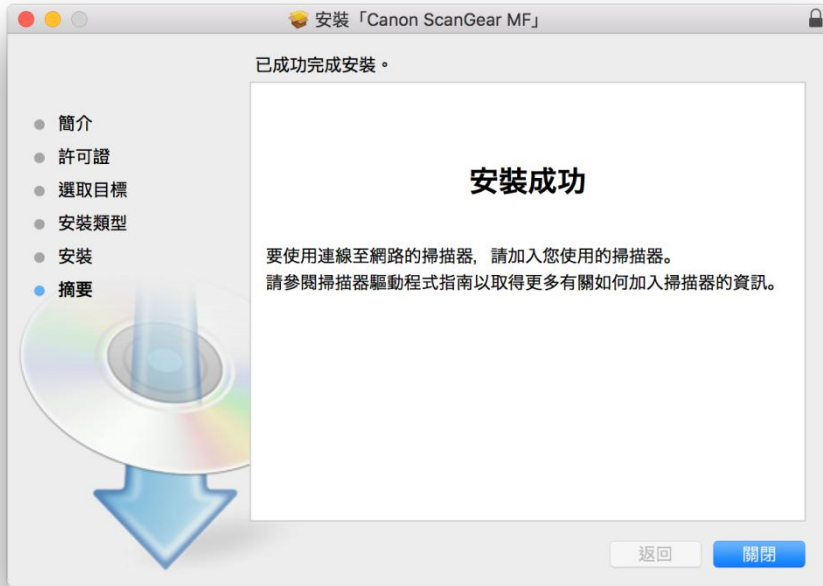 安裝「Canon ScanGear MF」
已成功完成安裝。
簡介
許可證
選取目標
安裝類型
安裝
摘要
安裝成功
要使用連線至網路的掃描器，請加入您使用的掃描器。
請參閱掃描器驅動程式指南以取得更多有關如何加入掃描器的資訊。
返回
關閉